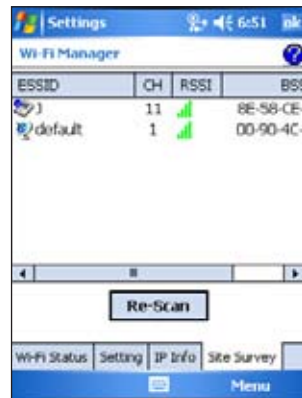 Settings 6:51 ok
Wi-Fi Manager ?
ESSID CH RSSI BSS
J 11 8E-58-CE-
default 1 00-90-4C-
Re-Scan
Wi-Fi Status Setting IP Info Site Survey
Menu